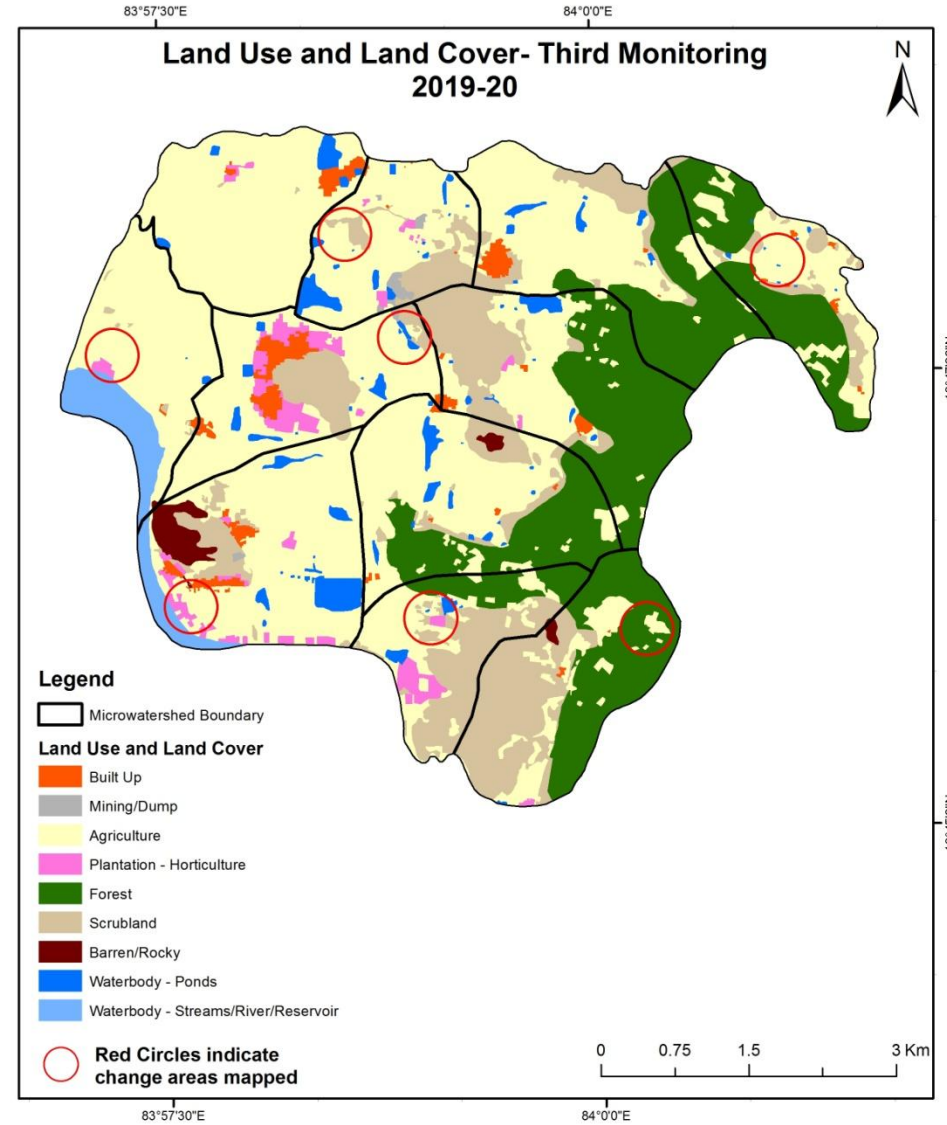 83°57'30"E
84°0'0"E
Land Use and Land Cover- Third Monitoring
2019-20
N
Legend
Microwatershed Boundary
Land Use and Land Cover
Built Up
Mining/Dump
Agriculture
Plantation - Horticulture
Forest
Scrubland
Barren/Rocky
Waterbody - Ponds
Waterbody - Streams/River/Reservoir
Red Circles indicate
change areas mapped
0 0.75 1.5 3 Km
83°57'30"E
84°0'0"E